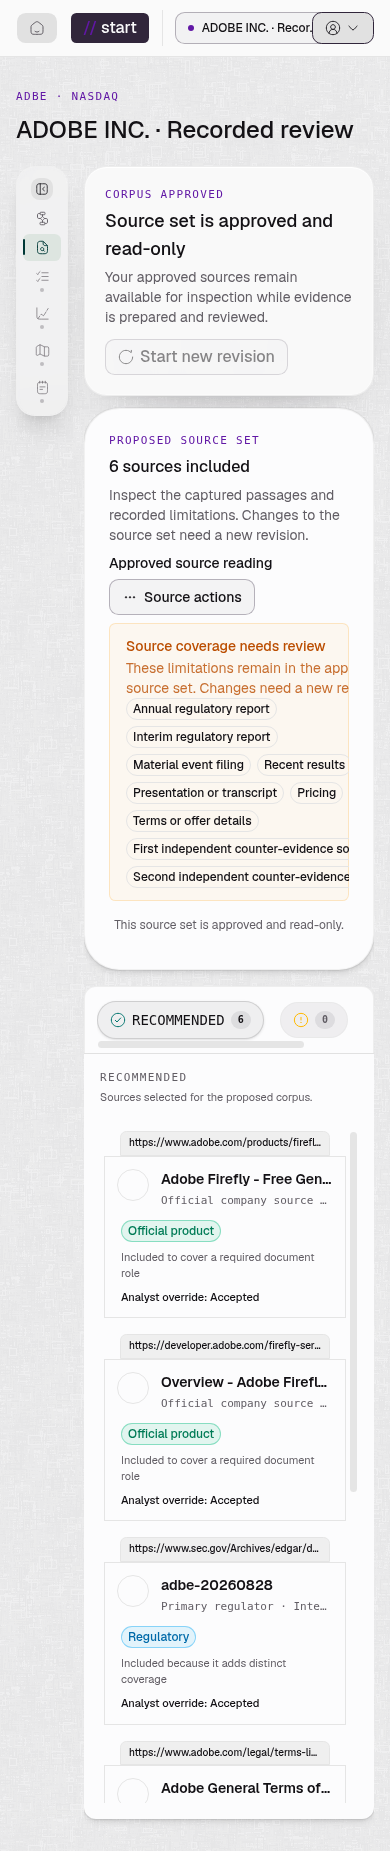 // start
ADOBE INC. · Recor.
ADBE · NASDAQ
ADOBE INC. · Recorded review
CORPUS APPROVED
Source set is approved and
read-only
Your approved sources remain
available for inspection while evidence
is prepared and reviewed.
Start new revision
PROPOSED SOURCE SET
6 sources included
Inspect the captured passages and
recorded limitations. Changes to the
source set need a new revision.
Approved source reading
Source actions
Source coverage needs review
These limitations remain in the app
source set. Changes need a new re
Annual regulatory report
Interim regulatory report
Material event filing
Recent results
Presentation or transcript
Pricing
Terms or offer details
First independent counter-evidence so
Second independent counter-evidence
This source set is approved and read-only.
RECOMMENDED 6
0
RECOMMENDED
Sources selected for the proposed corpus.
https://www.adobe.com/products/firefl...
Adobe Firefly - Free Gen...
Official company source …
Official product
Included to cover a required document
role
Analyst override: Accepted
https://developer.adobe.com/firefly-ser...
Overview - Adobe Firefl...
Official company source …
Official product
Included to cover a required document
role
Analyst override: Accepted
https://www.sec.gov/Archives/edgar/d...
adbe-20260828
Primary regulator · Inte…
Regulatory
Included because it adds distinct
coverage
Analyst override: Accepted
https://www.adobe.com/legal/terms-li...
Adobe General Terms of...